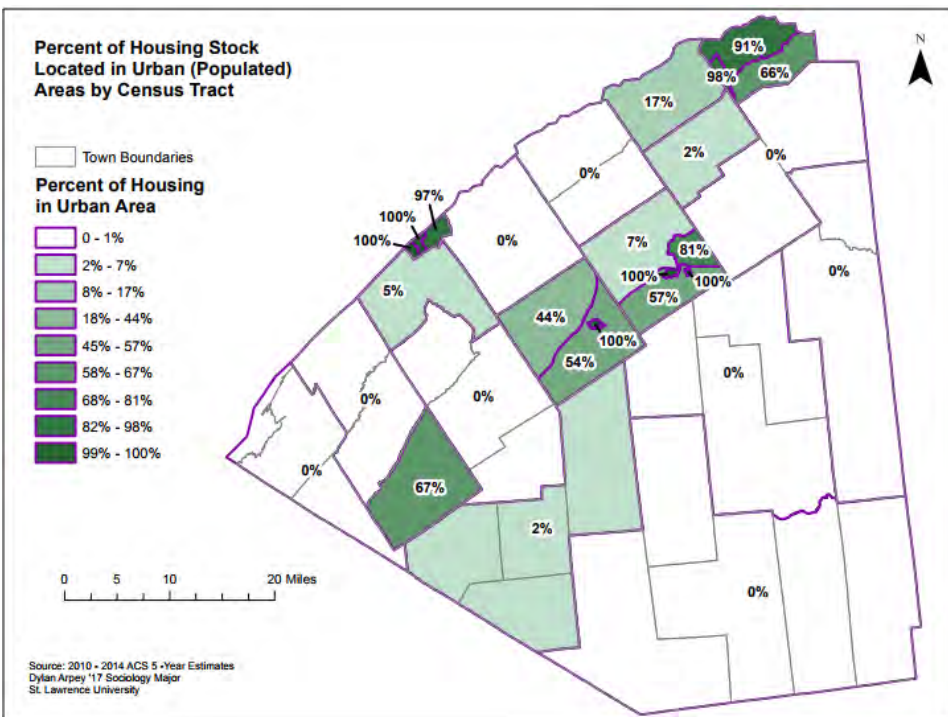 Percent of Housing Stock
Located in Urban (Populated)
Areas by Census Tract
Town Boundaries
Percent of Housing
in Urban Area
0 - 1%
2% - 7%
8% - 17%
18% - 44%
45% - 57%
58% - 67%
68% - 81%
82% - 98%
99% - 100%
N
91%
98%
66%
17%
2%
0%
0%
97%
100%
100%
0%
7%
81%
100%
100%
57%
0%
5%
44%
100%
54%
0%
0%
0%
0%
67%
2%
0%
0 5 10 20 Miles
Source: 2010 - 2014 ACS 5 -Year Estimates
Dylan Arpey '17 Sociology Major
St. Lawrence University